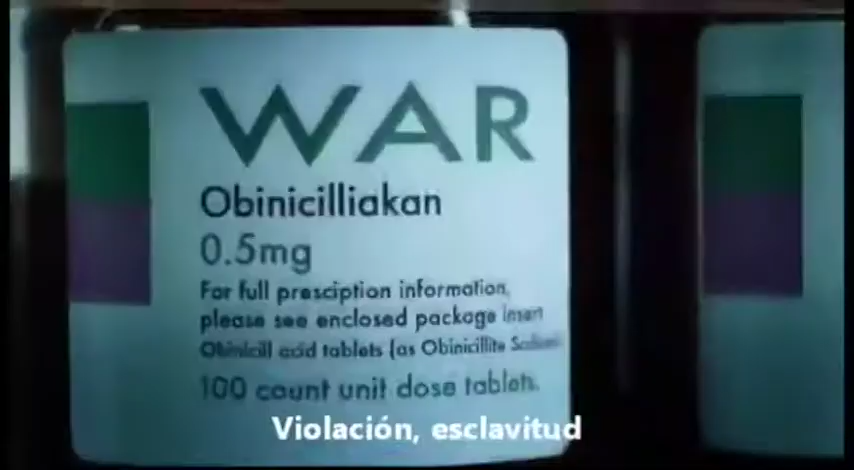 WAR
Obinicilliakan
0.5mg
For full presciption information,
please see enclosed package insert
Obinicill acid tablets (as Obinicillite
100 count unit dose tablets.
Violación, esclavitud